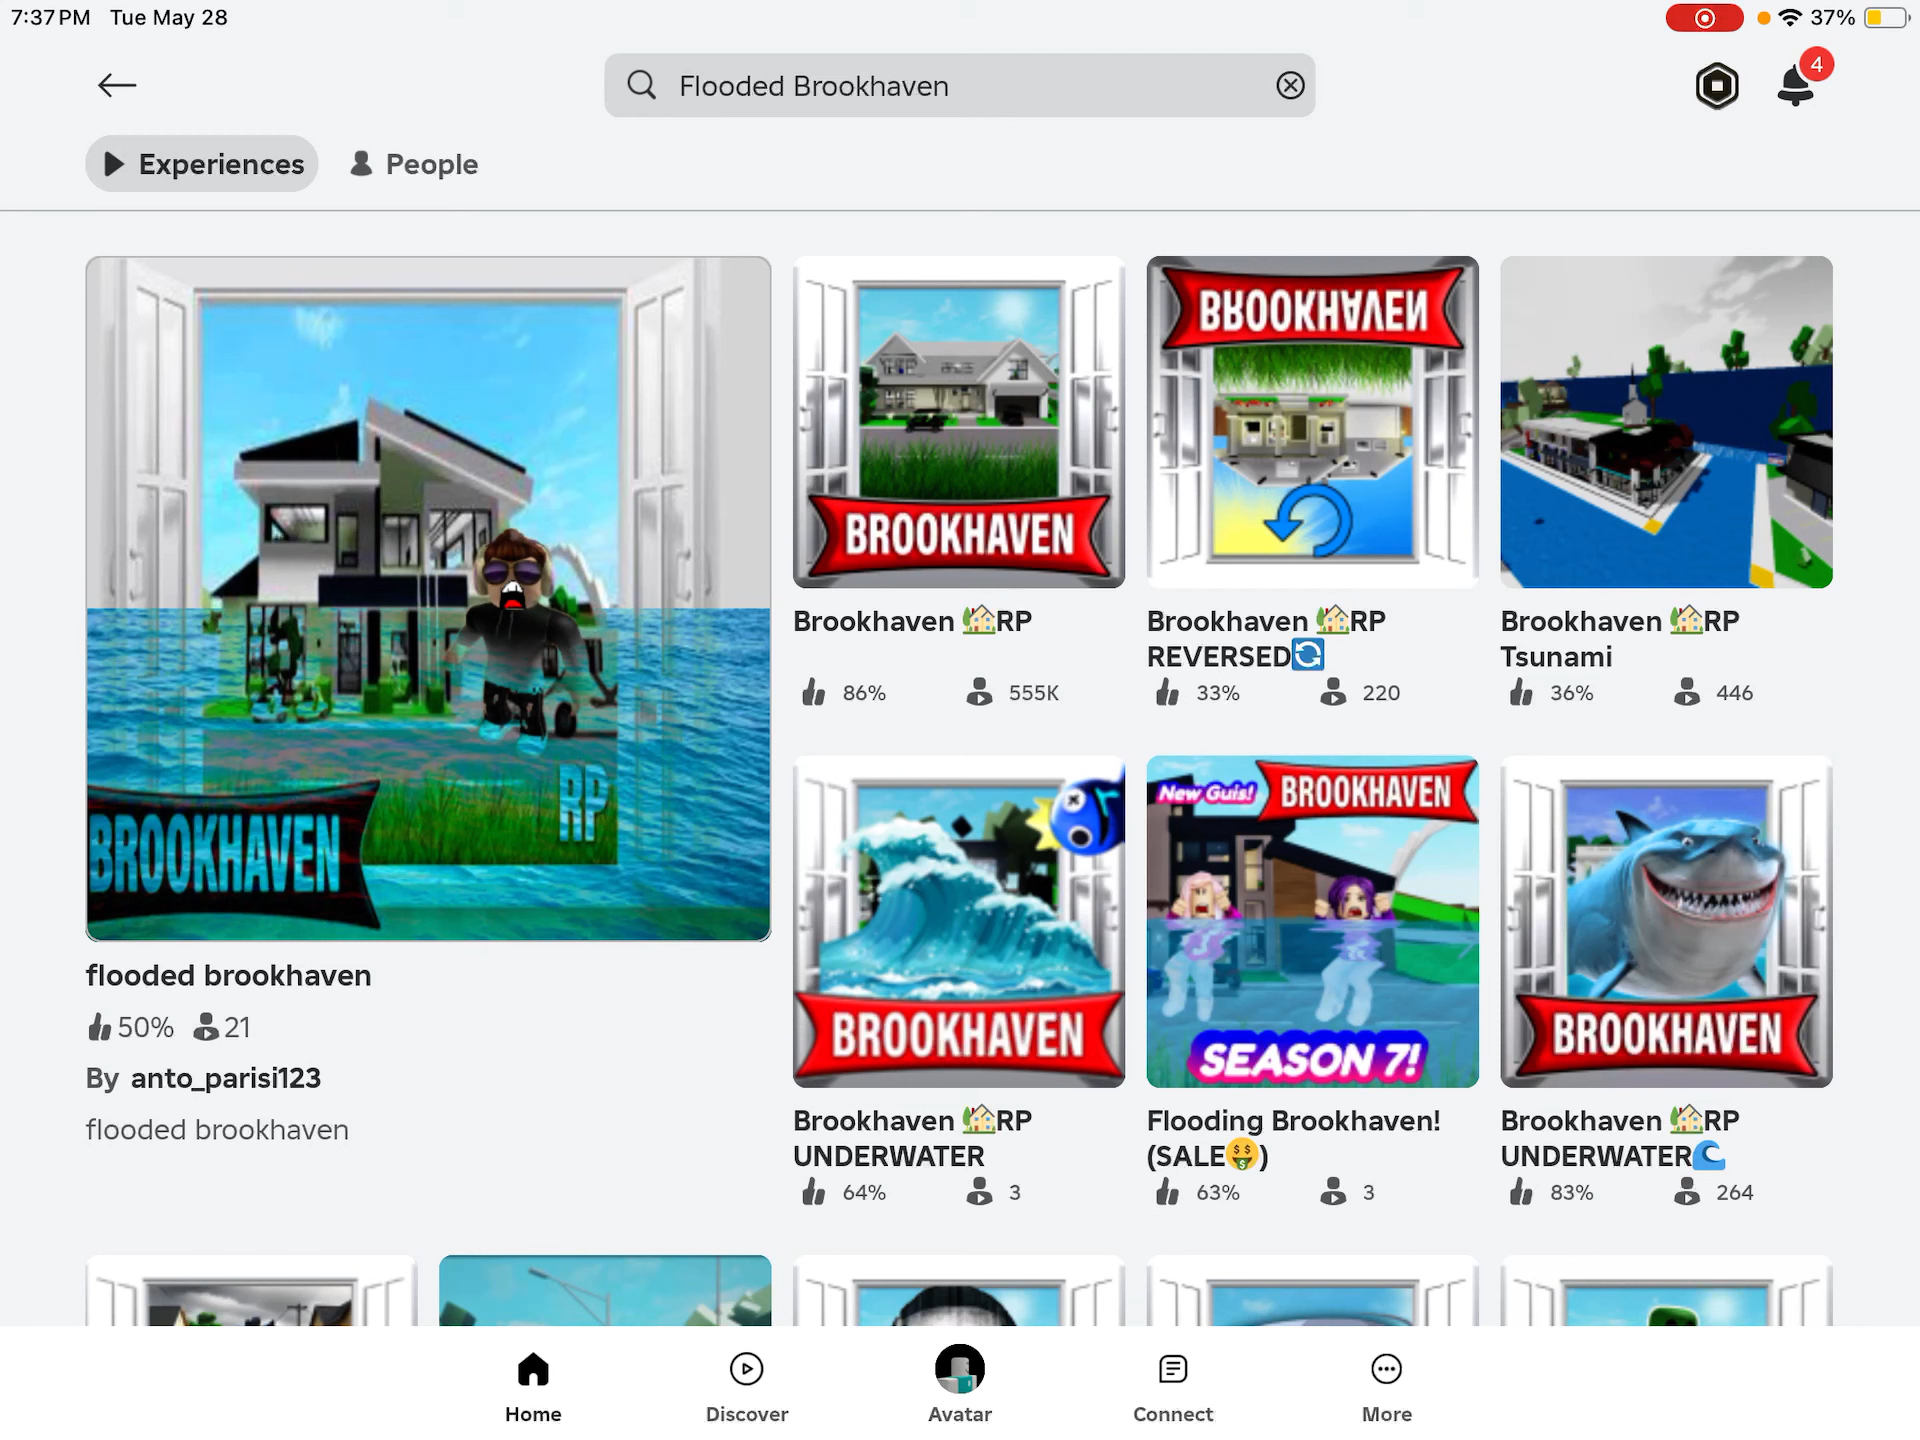 7:37 PM Tue May 28
37%
Flooded Brookhaven
4
Experiences
People
BROOKHAVEN
RP
flooded brookhaven
50% 21
By anto_parisi123
flooded brookhaven
BROOKHAVEN
Brookhaven 🏡RP
86% 555K
BROOKHAVEN
Brookhaven 🏡RP
REVERSED🔄
33% 220
Brookhaven 🏡RP
Tsunami
36% 446
BROOKHAVEN
Brookhaven 🏡RP
UNDERWATER
64% 3
New Guis!
BROOKHAVEN
SEASON 7!
Flooding Brookhaven!
(SALE🤑)
63% 3
BROOKHAVEN
Brookhaven 🏡RP
UNDERWATER🌊
83% 264
Home
Discover
Avatar
Connect
More